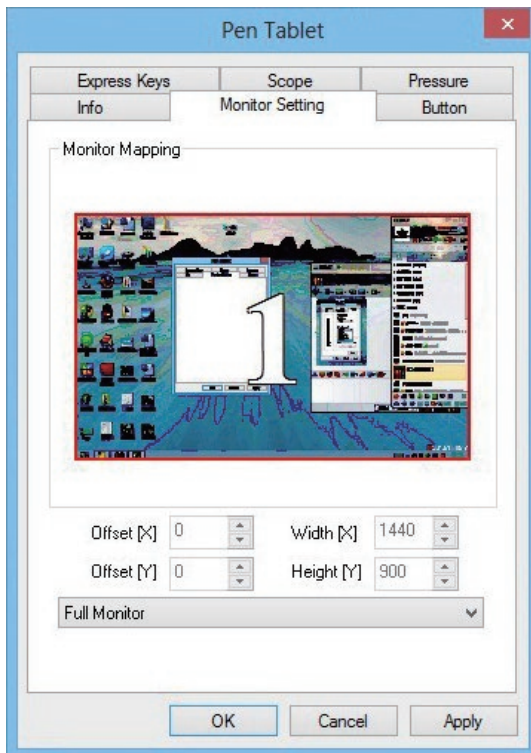 Pen Tablet
Express Keys Scope Pressure
Info Monitor Setting Button
Monitor Mapping
1
Offset [X] 0 Width [X] 1440
Offset [Y] 0 Height [Y] 900
Full Monitor
OK Cancel Apply